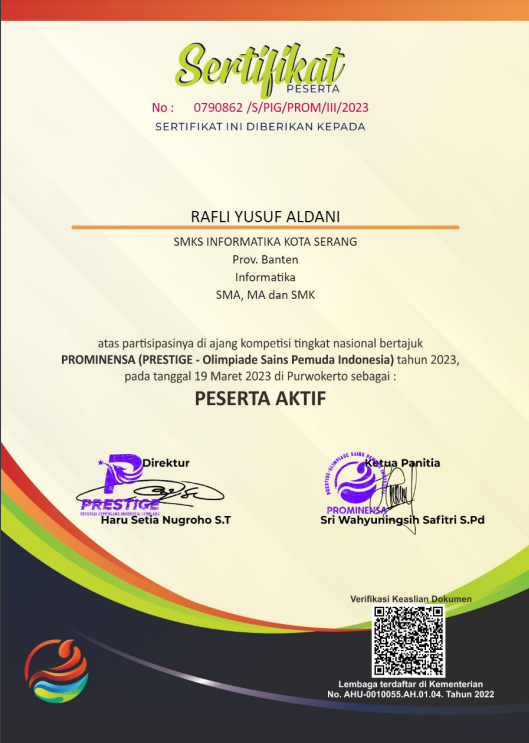 Sertifikat
PESERTA
No : 0790862 /S/PIG/PROM/III/2023
SERTIFIKAT INI DIBERIKAN KEPADA
RAFLI YUSUF ALDANI
SMKS INFORMATIKA KOTA SERANG
Prov. Banten
Informatika
SMA, MA dan SMK
atas partisipasinya di ajang kompetisi tingkat nasional bertajuk
PROMINENSA (PRESTIGE - Olimpiade Sains Pemuda Indonesia) tahun 2023,
pada tanggal 19 Maret 2023 di Purwokerto sebagai :
PESERTA AKTIF
Direktur
PRESTIGE
Haru Setia Nugroho S.T
Ketua Panitia
PROMINENSA
Sri Wahyuningsih Safitri S.Pd
Verifikasi Keaslian Dokumen
Lembaga terdaftar di Kementerian
No. AHU-0010055.AH.01.04. Tahun 2022